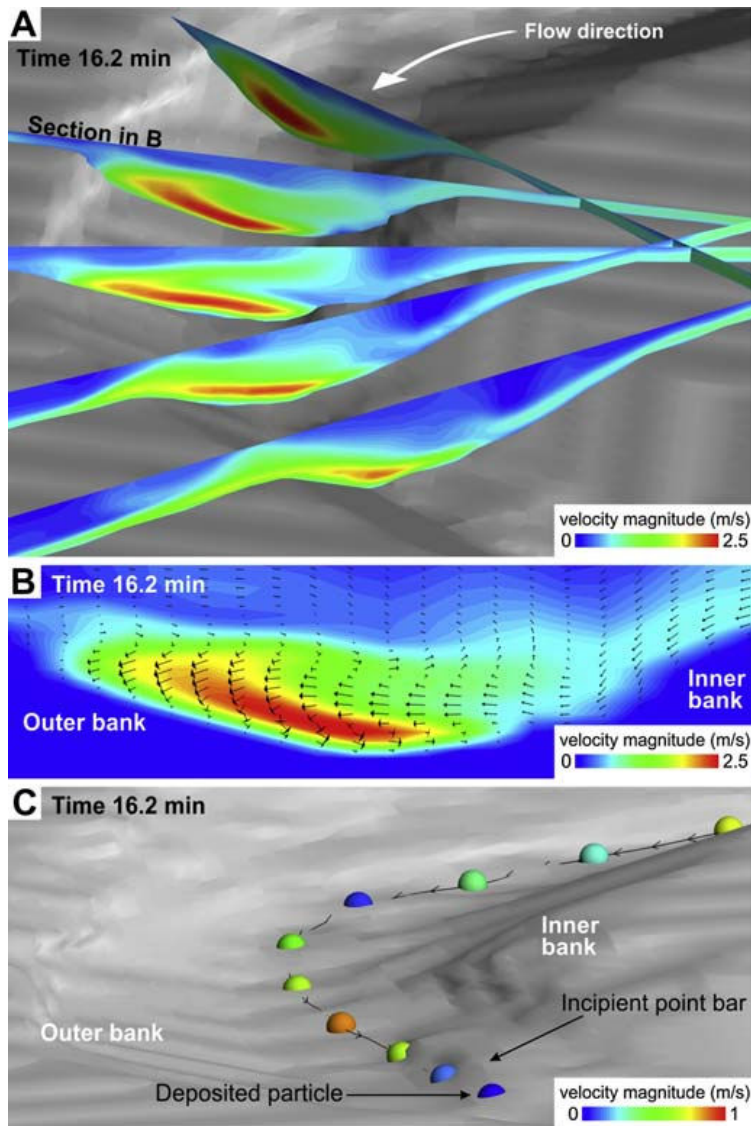 A
Time 16.2 min
Flow direction
Section in B
velocity magnitude (m/s)
0 2.5
B Time 16.2 min
Outer bank
Inner
bank
velocity magnitude (m/s)
0 2.5
C Time 16.2 min
Inner
bank
Incipient point bar
Outer bank
Deposited particle
velocity magnitude (m/s)
0 1